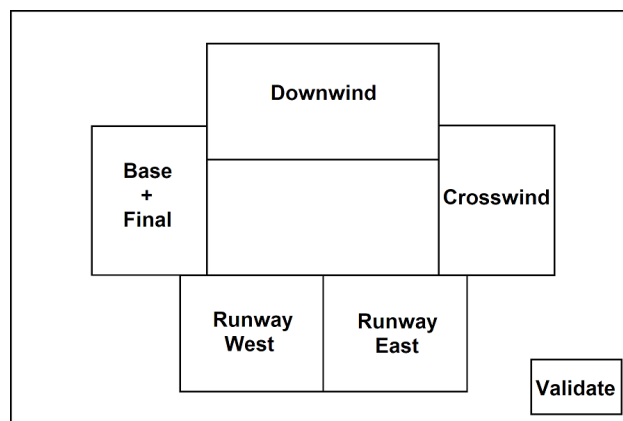 Downwind
Base
+
Final
Crosswind
Runway
West
Runway
East
Validate